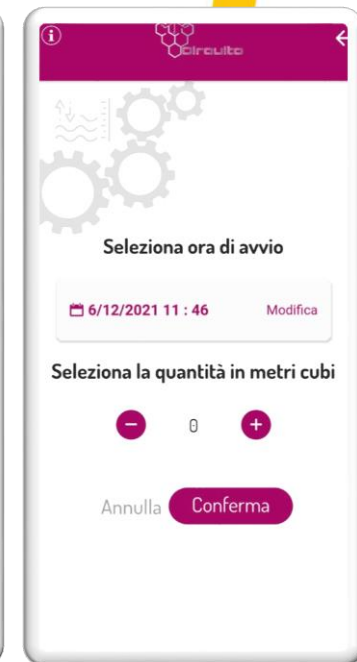 Circuito
Seleziona ora di avvio
6/12/2021 11 : 46 Modifica
Seleziona la quantità in metri cubi
0
Annulla Conferma